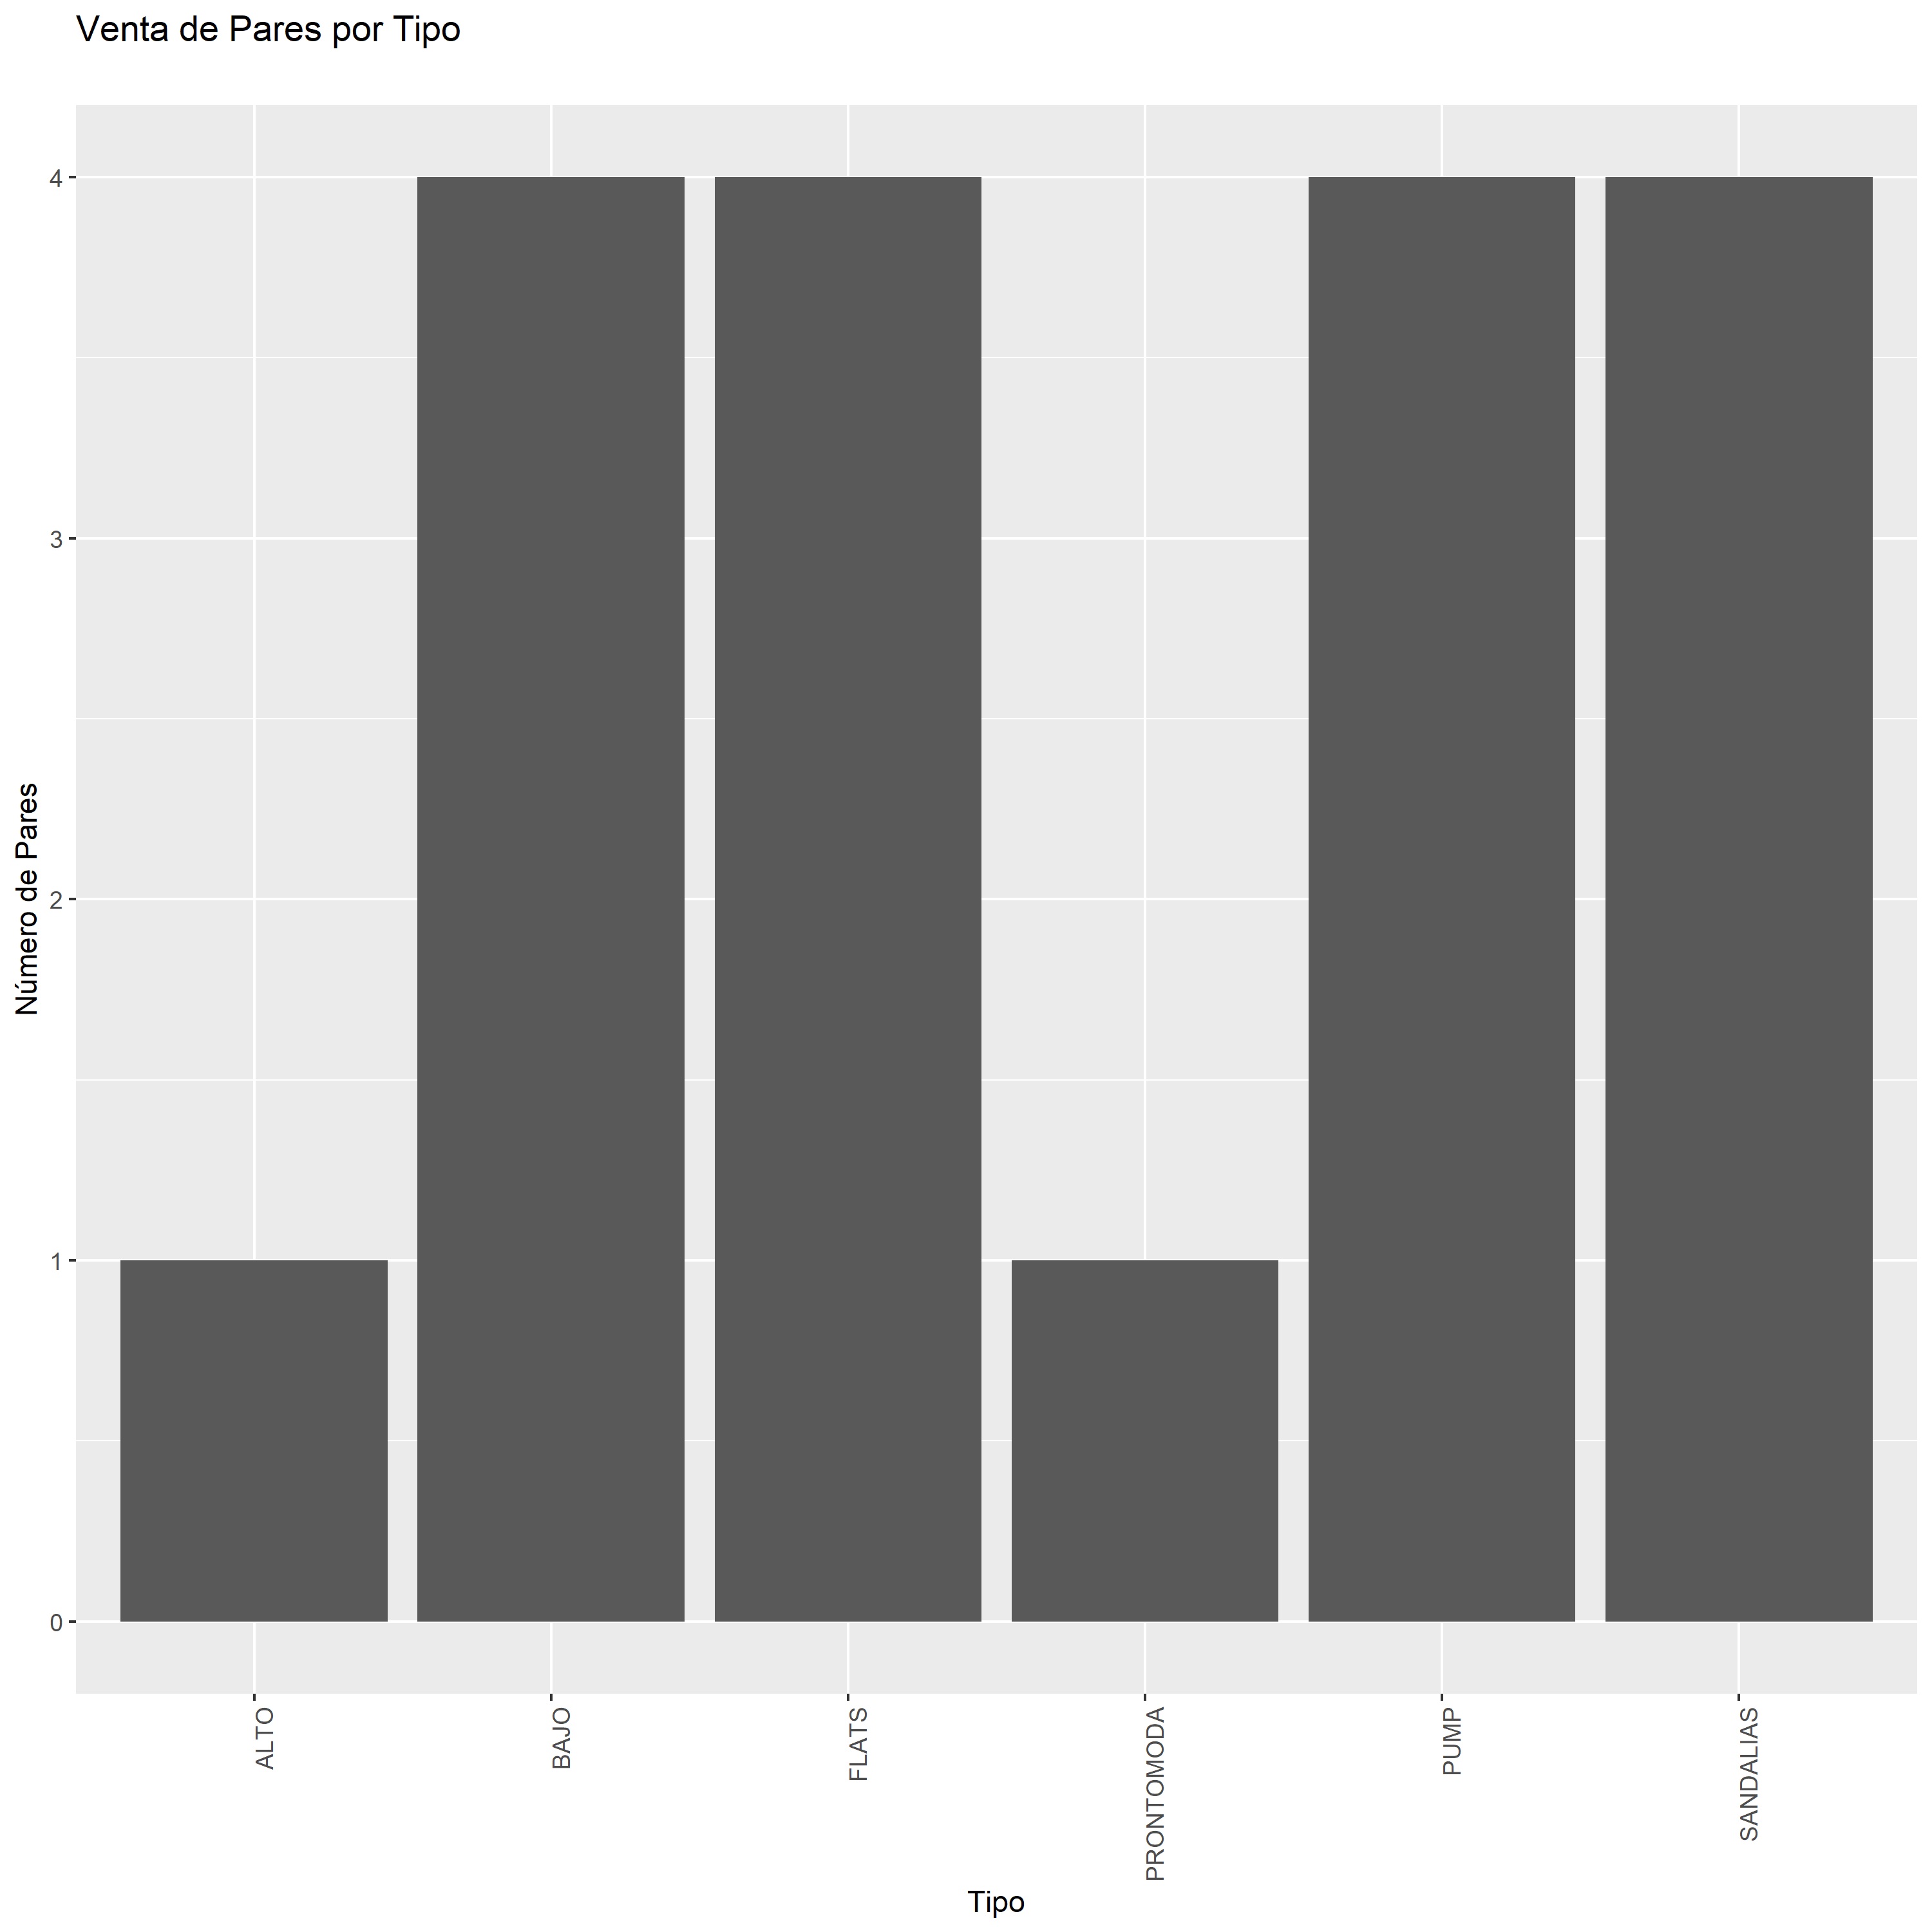 Venta de Pares por Tipo
Número de Pares
4
3
2
1
0
ALTO
BAJO
FLATS
PRONTOMODA
PUMP
SANDALIAS
Tipo